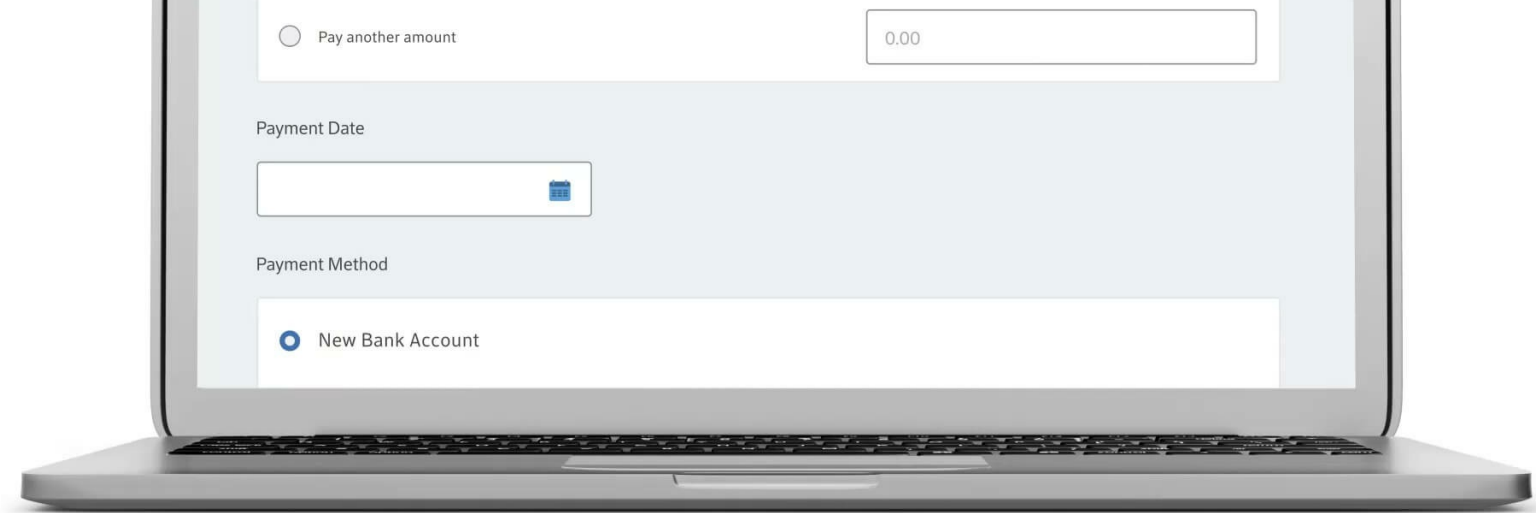 Pay another amount
0.00
Payment Date
Payment Method
New Bank Account